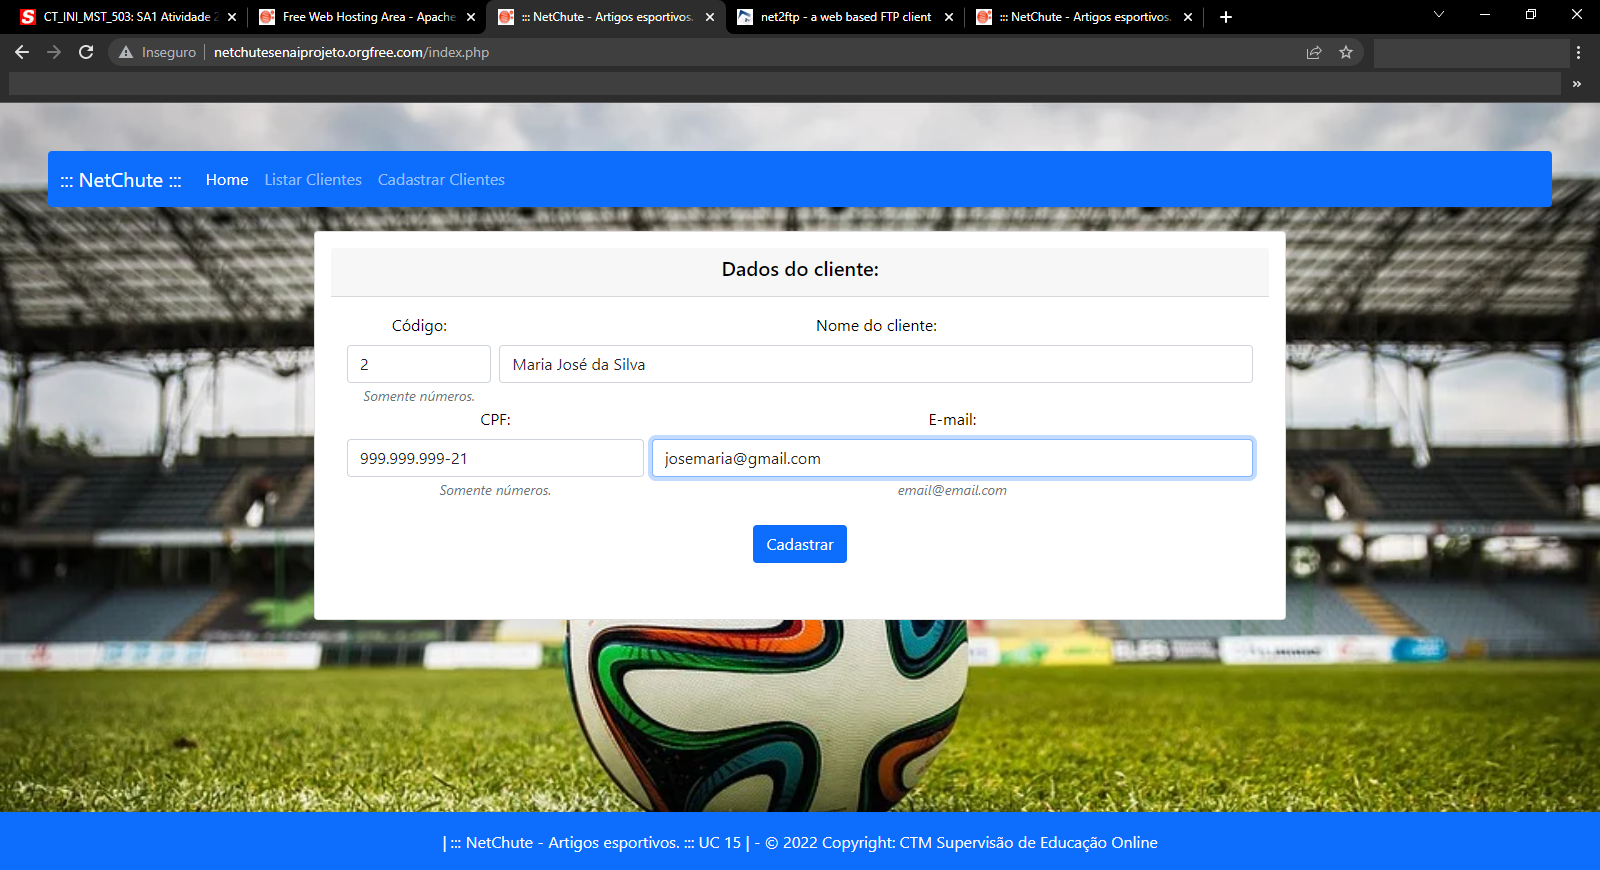 CT_INI_MST_503: SA1 Atividade 2
Free Web Hosting Area - Apache
::: NetChute - Artigos esportivos.
net2ftp - a web based FTP client
::: NetChute - Artigos esportivos.
Inseguro
netchutesenaiprojeto.orgfree.com/index.php
::: NetChute :::
Home
Listar Clientes
Cadastrar Clientes
Dados do cliente:
Código:
Nome do cliente:
2
Maria José da Silva
Somente números.
CPF:
E-mail:
999.999.999-21
josemaria@gmail.com
Somente números.
email@email.com
Cadastrar
| ::: NetChute - Artigos esportivos. ::: UC 15 | - © 2022 Copyright: CTM Supervisão de Educação Online